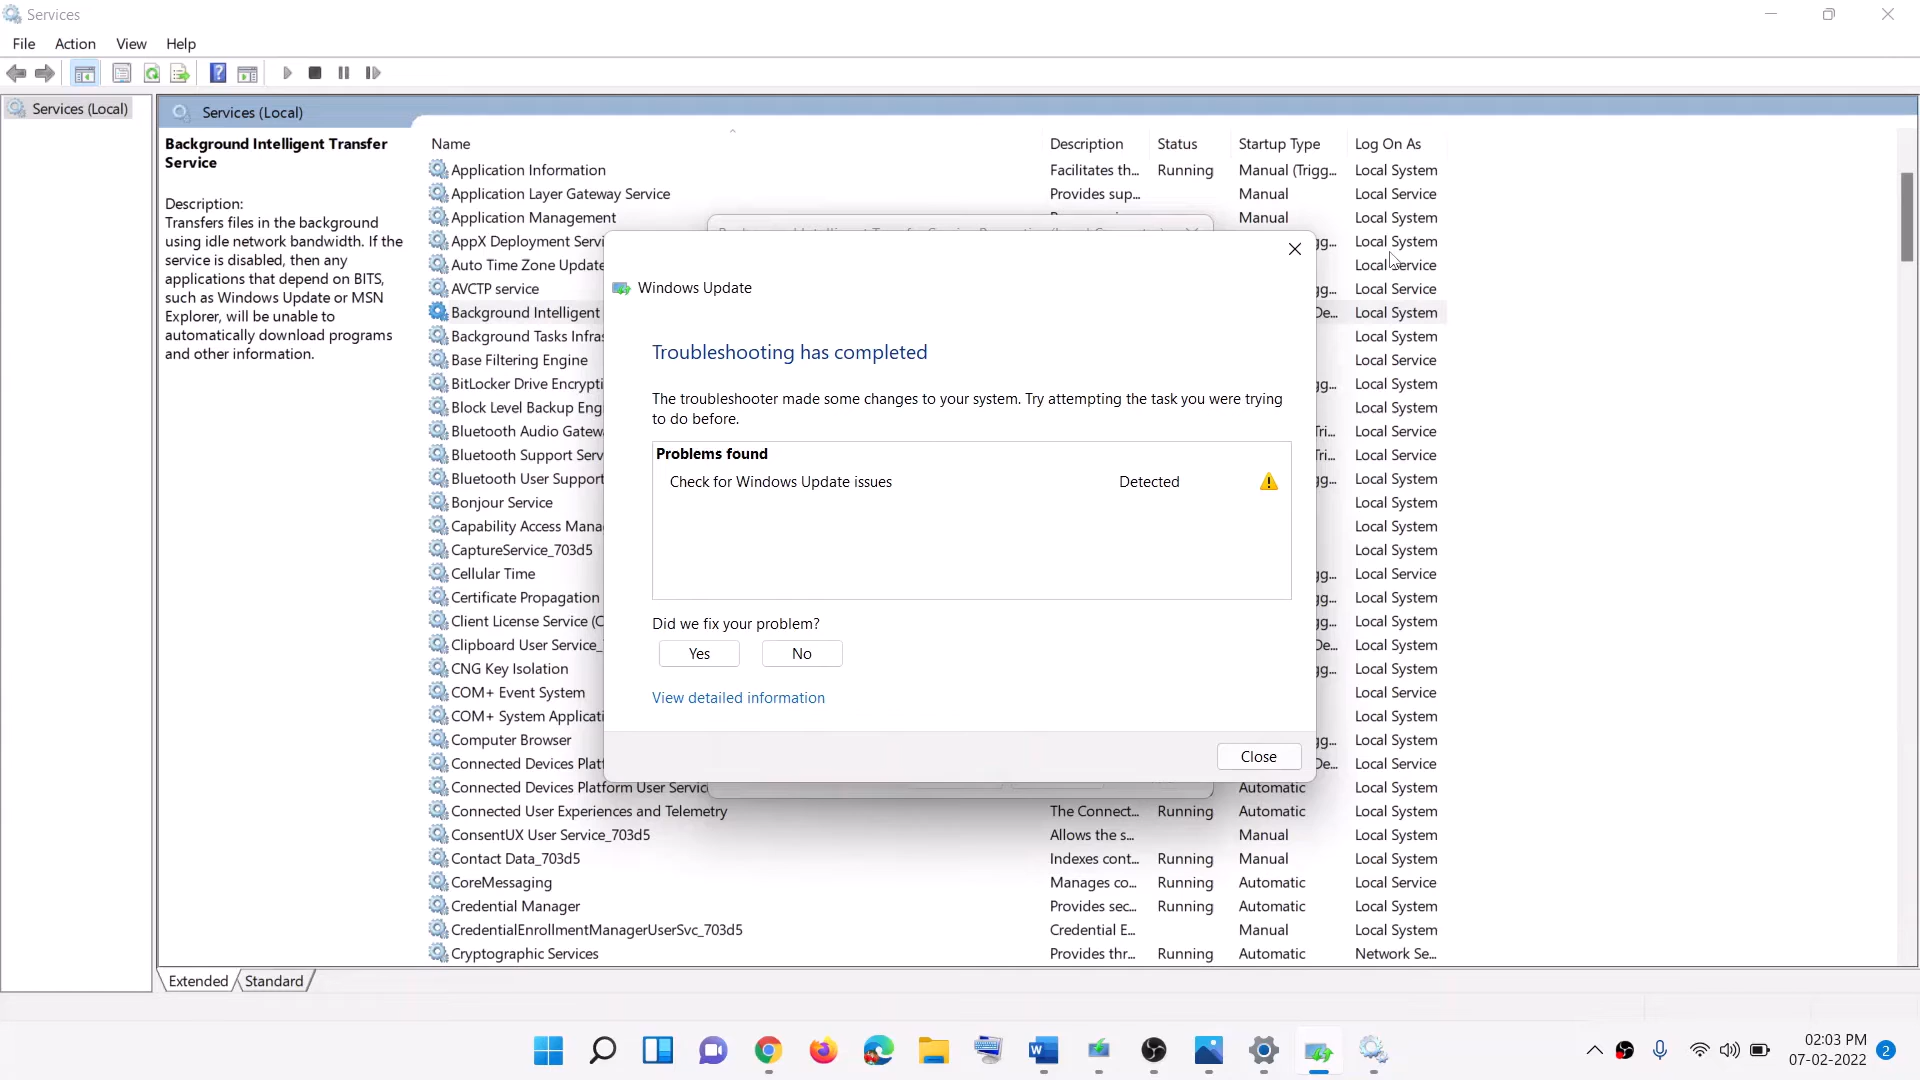 Services
File Action View Help
Services (Local)
Services (Local)
Background Intelligent Transfer
Service
Description:
Transfers files in the background
using idle network bandwidth. If the
service is disabled, then any
applications that depend on BITS,
such as Windows Update or MSN
Explorer, will be unable to
automatically download programs
and other information.
Name Description Status Startup Type Log On As
Application Information Facilitates th... Running Manual (Trigg... Local System
Application Layer Gateway Service Provides sup... Manual Local Service
Application Management Manual Local System
AppX Deployment Servi gg... Local System
Auto Time Zone Update Local Service
AVCTP service gg... Local Service
Background Intelligent De... Local System
Background Tasks Infras Local System
Base Filtering Engine Local Service
BitLocker Drive Encrypti gg... Local System
Block Level Backup Eng Local System
Bluetooth Audio Gatew Tri... Local Service
Bluetooth Support Serv Tri... Local Service
Bluetooth User Support gg... Local System
Bonjour Service Local System
Capability Access Mana Local System
CaptureService_703d5 Local System
Cellular Time gg... Local Service
Certificate Propagation gg... Local System
Client License Service (C gg... Local System
Clipboard User Service_ De... Local System
CNG Key Isolation gg... Local System
COM+ Event System Local Service
COM+ System Applicati Local System
Computer Browser gg... Local System
Connected Devices Platf De... Local Service
Connected Devices Platform User Servic Automatic Local System
Connected User Experiences and Telemetry The Connect... Running Automatic Local System
ConsentUX User Service_703d5 Allows the s... Manual Local System
Contact Data_703d5 Indexes cont... Running Manual Local System
CoreMessaging Manages co... Running Automatic Local Service
Credential Manager Provides sec... Running Automatic Local System
CredentialEnrollmentManagerUserSvc_703d5 Credential E... Manual Local System
Cryptographic Services Provides thr... Running Automatic Network Se...
Windows Update
Troubleshooting has completed
The troubleshooter made some changes to your system. Try attempting the task you were trying
to do before.
Problems found
Check for Windows Update issues Detected
Did we fix your problem?
Yes No
View detailed information
Close
Extended Standard
02:03 PM
07-02-2022
2